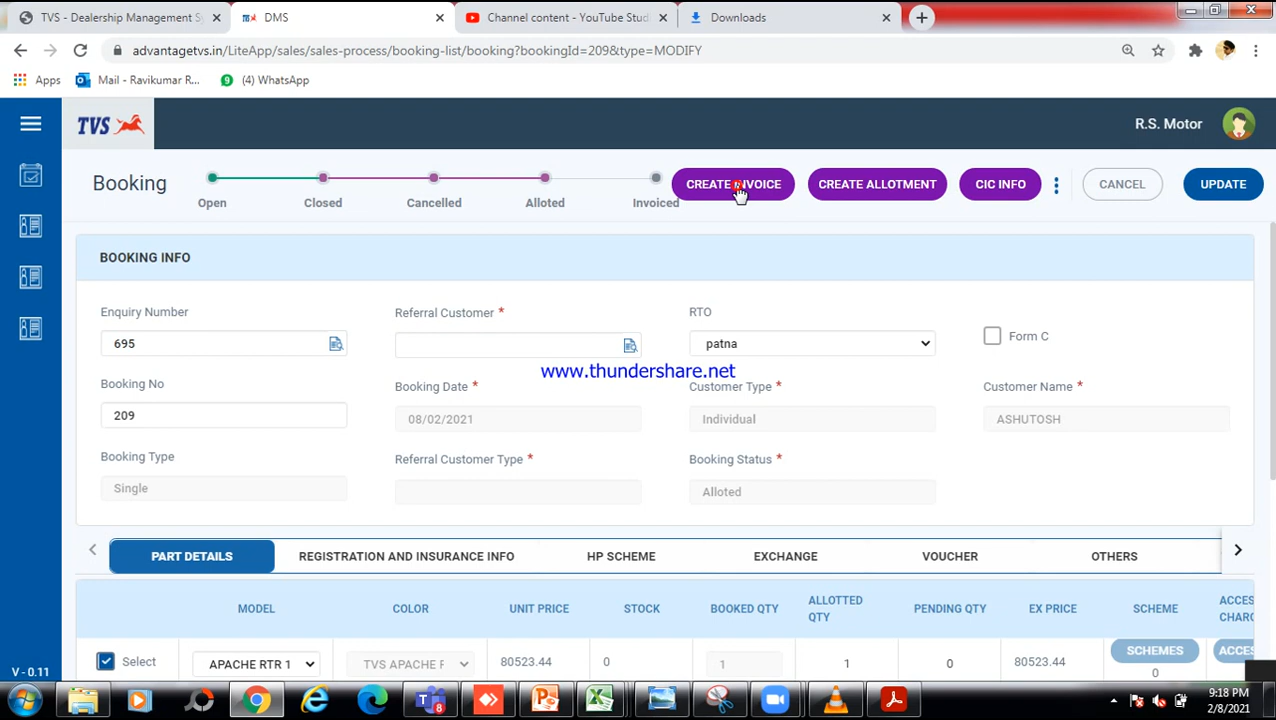 TVS - Dealership Management Sy
DMS
Channel content - YouTube Stud
Downloads
advantagetvs.in/LiteApp/sales/sales-process/booking-list/booking?bookingId=209&type=MODIFY
Apps
Mail - Ravikumar R...
9
(4) WhatsApp
TVS
R.S. Motor
Booking
Open
Closed
Cancelled
Alloted
Invoiced
CREATE INVOICE
CREATE ALLOTMENT
CIC INFO
CANCEL
UPDATE
BOOKING INFO
Enquiry Number
Referral Customer *
RTO
695
patna
Form C
www.thundershare.net
Booking No
Booking Date *
Customer Type *
Customer Name *
209
08/02/2021
Individual
ASHUTOSH
Booking Type
Referral Customer Type *
Booking Status *
Single
Alloted
PART DETAILS
REGISTRATION AND INSURANCE INFO
HP SCHEME
EXCHANGE
VOUCHER
OTHERS
MODEL
COLOR
UNIT PRICE
STOCK
BOOKED QTY
ALLOTTED
QTY
PENDING QTY
EX PRICE
SCHEME
ACCES
CHARG
Select
APACHE RTR 1
TVS APACHE F
80523.44
0
1
1
0
80523.44
SCHEMES
0
ACCES
V - 0.11
8
9:18 PM
2/8/2021